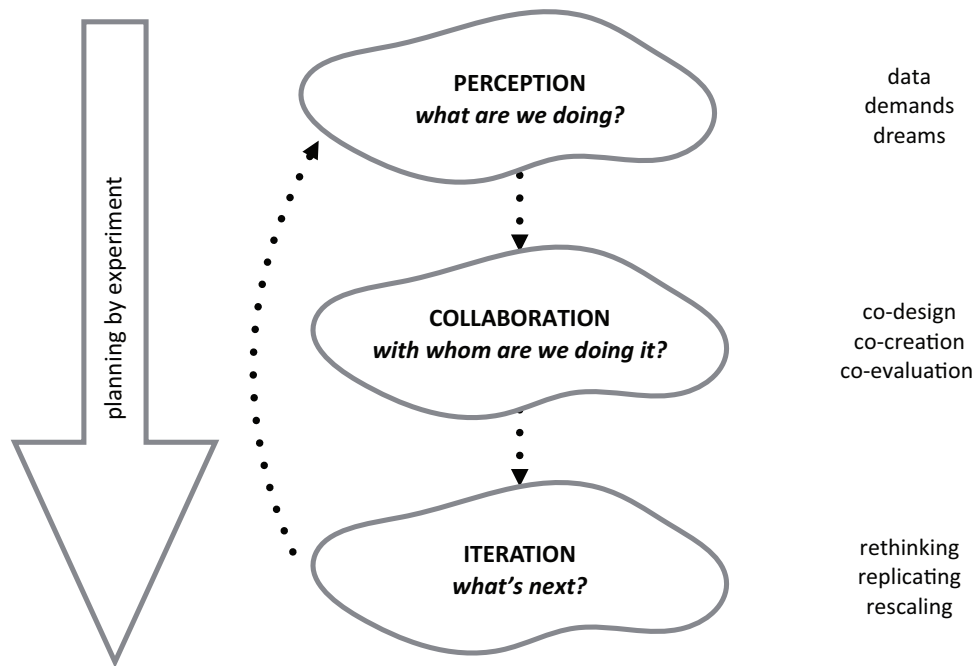 planning by experiment
PERCEPTION
what are we doing?
data
demands
dreams
COLLABORATION
with whom are we doing it?
co-design
co-creation
co-evaluation
ITERATION
what's next?
rethinking
replicating
rescaling